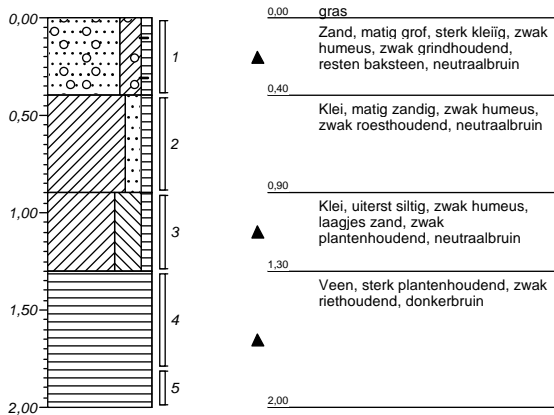 0,00
0,50
1,00
1,50
2,00
1
2
3
4
5
0,00
gras
Zand, matig grof, sterk kleiïg, zwak
humeus, zwak grindhoudend,
resten baksteen, neutraalbruin
0,40
Klei, matig zandig, zwak humeus,
zwak roesthoudend, neutraalbruin
0,90
Klei, uiterst siltig, zwak humeus,
laagjes zand, zwak
plantenhoudend, neutraalbruin
1,30
Veen, sterk plantenhoudend, zwak
riethoudend, donkerbruin
2,00